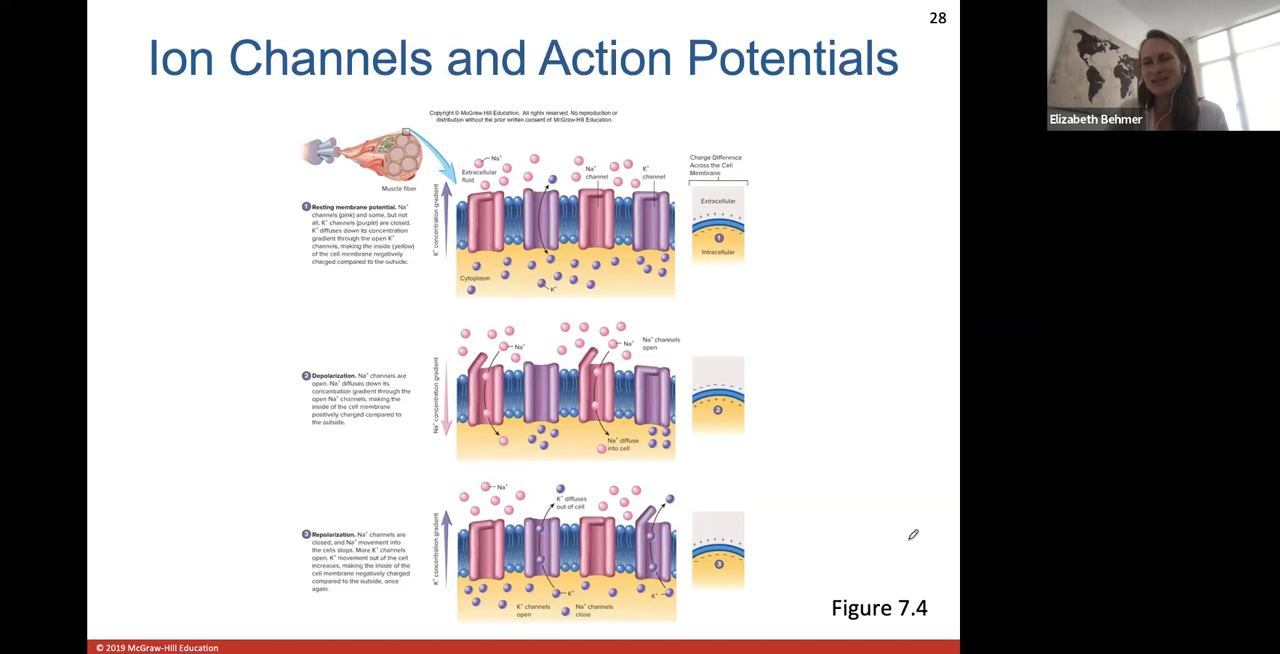 28
Ion Channels and Action Potentials
Elizabeth Behmer
Copyright © McGraw-Hill Education. All rights reserved. No reproduction or
distribution without the prior written consent of McGraw-Hill Education.
Muscle fiber
Extracellular
fluid
Na⁺
Na⁺
channel
K⁺
channel
Charge Difference
Across the Cell
Membrane
K⁺ concentration gradient
Extracellular
1
Intracellular
Cytoplasm
K⁺
1 Resting membrane potential. Na⁺
channels (pink) and some, but not
all, K⁺ channels (purple) are closed.
K⁺ diffuses down its concentration
gradient through the open K⁺
channels, making the inside (yellow)
of the cell membrane negatively
charged compared to the outside.
Na⁺
Na⁺
Na⁺ channels
open
Na⁺ concentration gradient
2
Na⁺ diffuse
into cell
2 Depolarization. Na⁺ channels are
open. Na⁺ diffuses down its
concentration gradient through the
open Na⁺ channels, making the
inside of the cell membrane
positively charged compared to
the outside.
Na⁺
K⁺ diffuses
out of cell
K⁺ concentration gradient
3
K⁺
K⁺
K⁺ channels
open
Na⁺ channels
close
3 Repolarization. Na⁺ channels are
closed, and Na⁺ movement into
the cells stops. More K⁺ channels
open. K⁺ movement out of the cell
increases, making the inside of the
cell membrane negatively charged
compared to the outside, once
again.
Figure 7.4
© 2019 McGraw-Hill Education